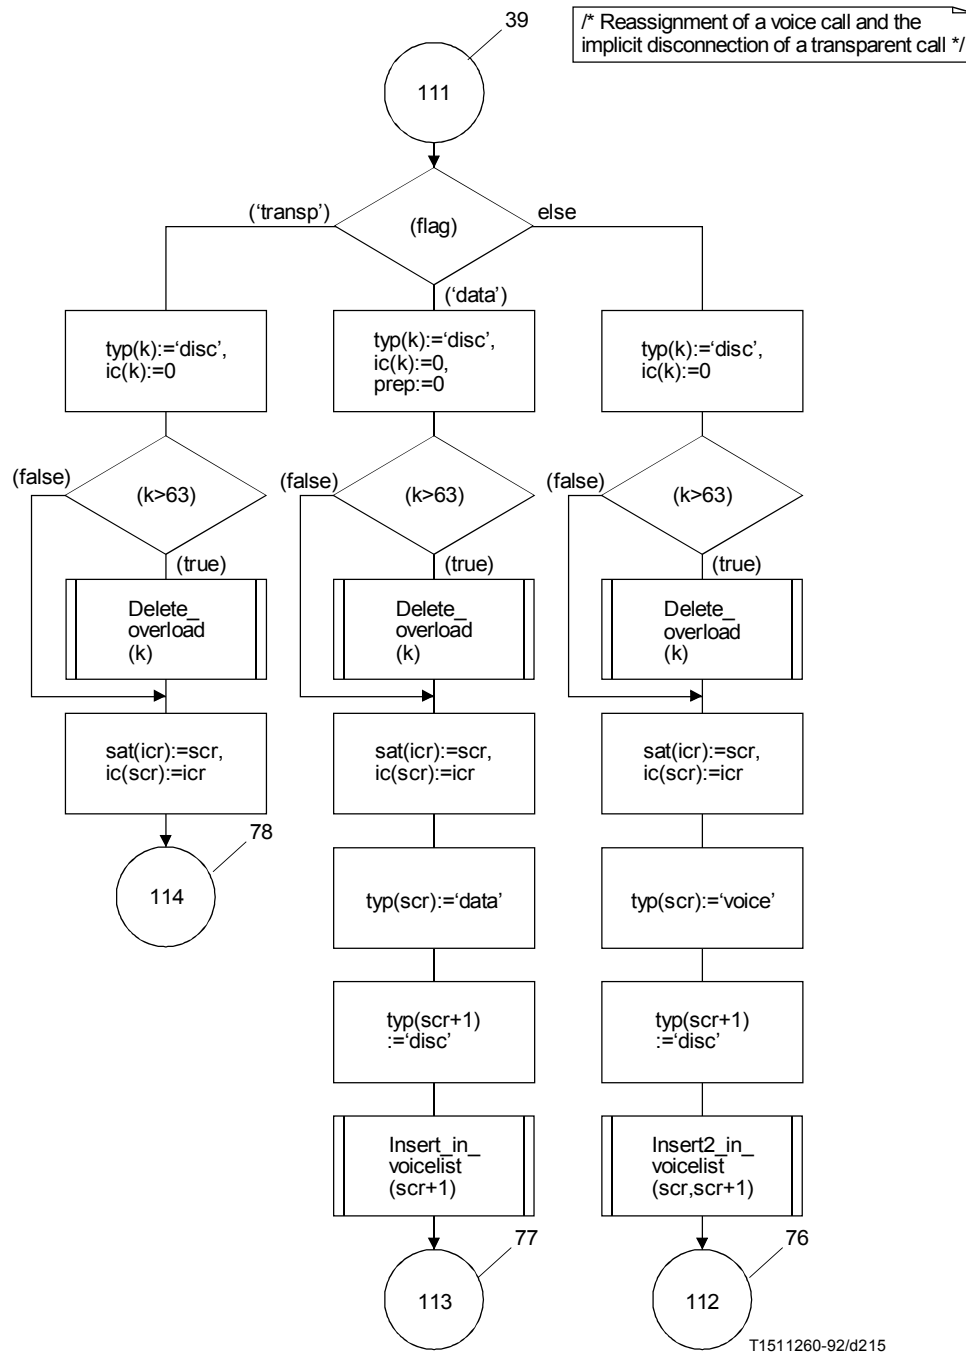 39
/* Reassignment of a voice call and the
implicit disconnection of a transparent call */
111
(‘transp’)
(flag)
else
(‘data’)
typ(k):=‘disc’,
ic(k):=0
typ(k):=‘disc’,
ic(k):=0,
prep:=0
typ(k):=‘disc’,
ic(k):=0
(false)
(k>63)
(true)
(false)
(k>63)
(true)
(false)
(k>63)
(true)
Delete_
overload
(k)
Delete_
overload
(k)
Delete_
overload
(k)
sat(icr):=scr,
ic(scr):=icr
sat(icr):=scr,
ic(scr):=icr
sat(icr):=scr,
ic(scr):=icr
78
114
typ(scr):=‘data’
typ(scr):=‘voice’
typ(scr+1)
:=‘disc’
typ(scr+1)
:=‘disc’
Insert_in_
voicelist
(scr+1)
Insert2_in_
voicelist
(scr,scr+1)
77
113
76
112
T1511260-92/d215